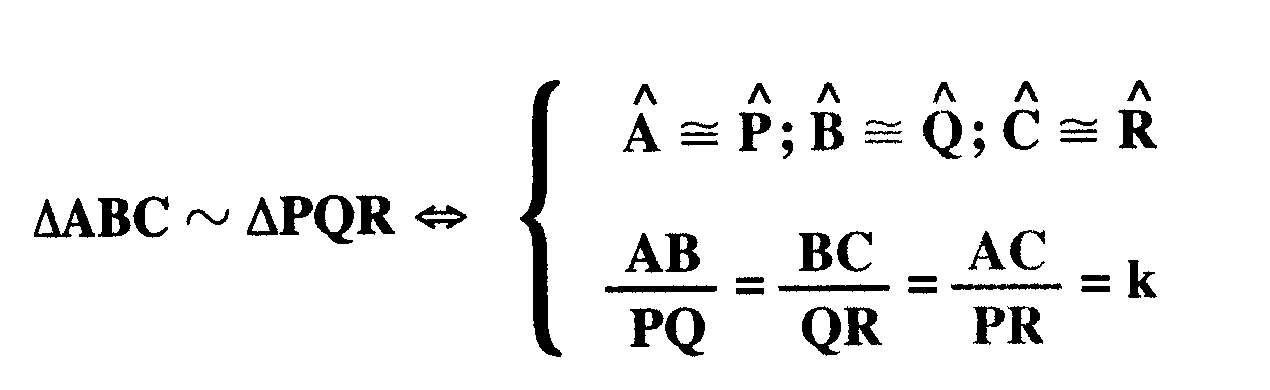 ΔABC ~ ΔPQR ⇔ { Â ≅ P̂; B̂ ≅ Q̂; Ĉ ≅ R̂
AB/PQ = BC/QR = AC/PR = k